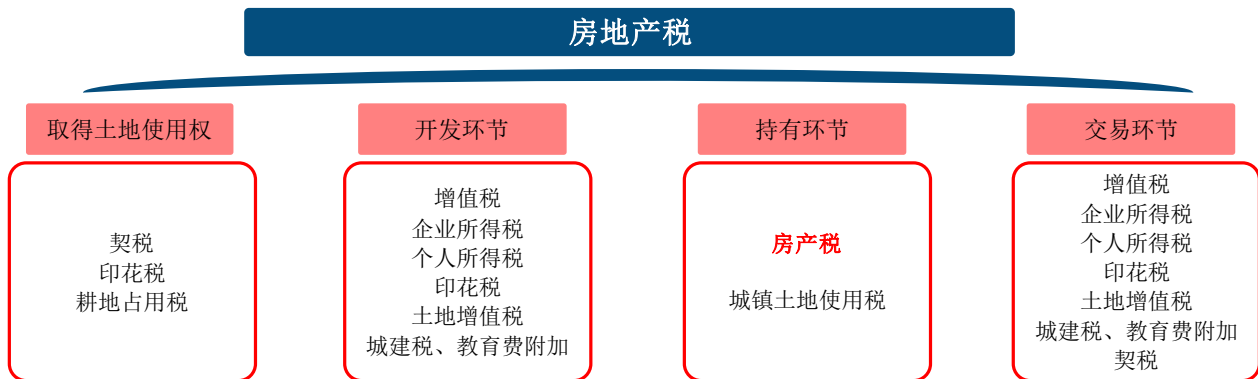 房地产税
取得土地使用权
契税
印花税
耕地占用税
开发环节
增值税
企业所得税
个人所得税
印花税
土地增值税
城建税、教育费附加
持有环节
房产税
城镇土地使用税
交易环节
增值税
企业所得税
个人所得税
印花税
土地增值税
城建税、教育费附加
契税